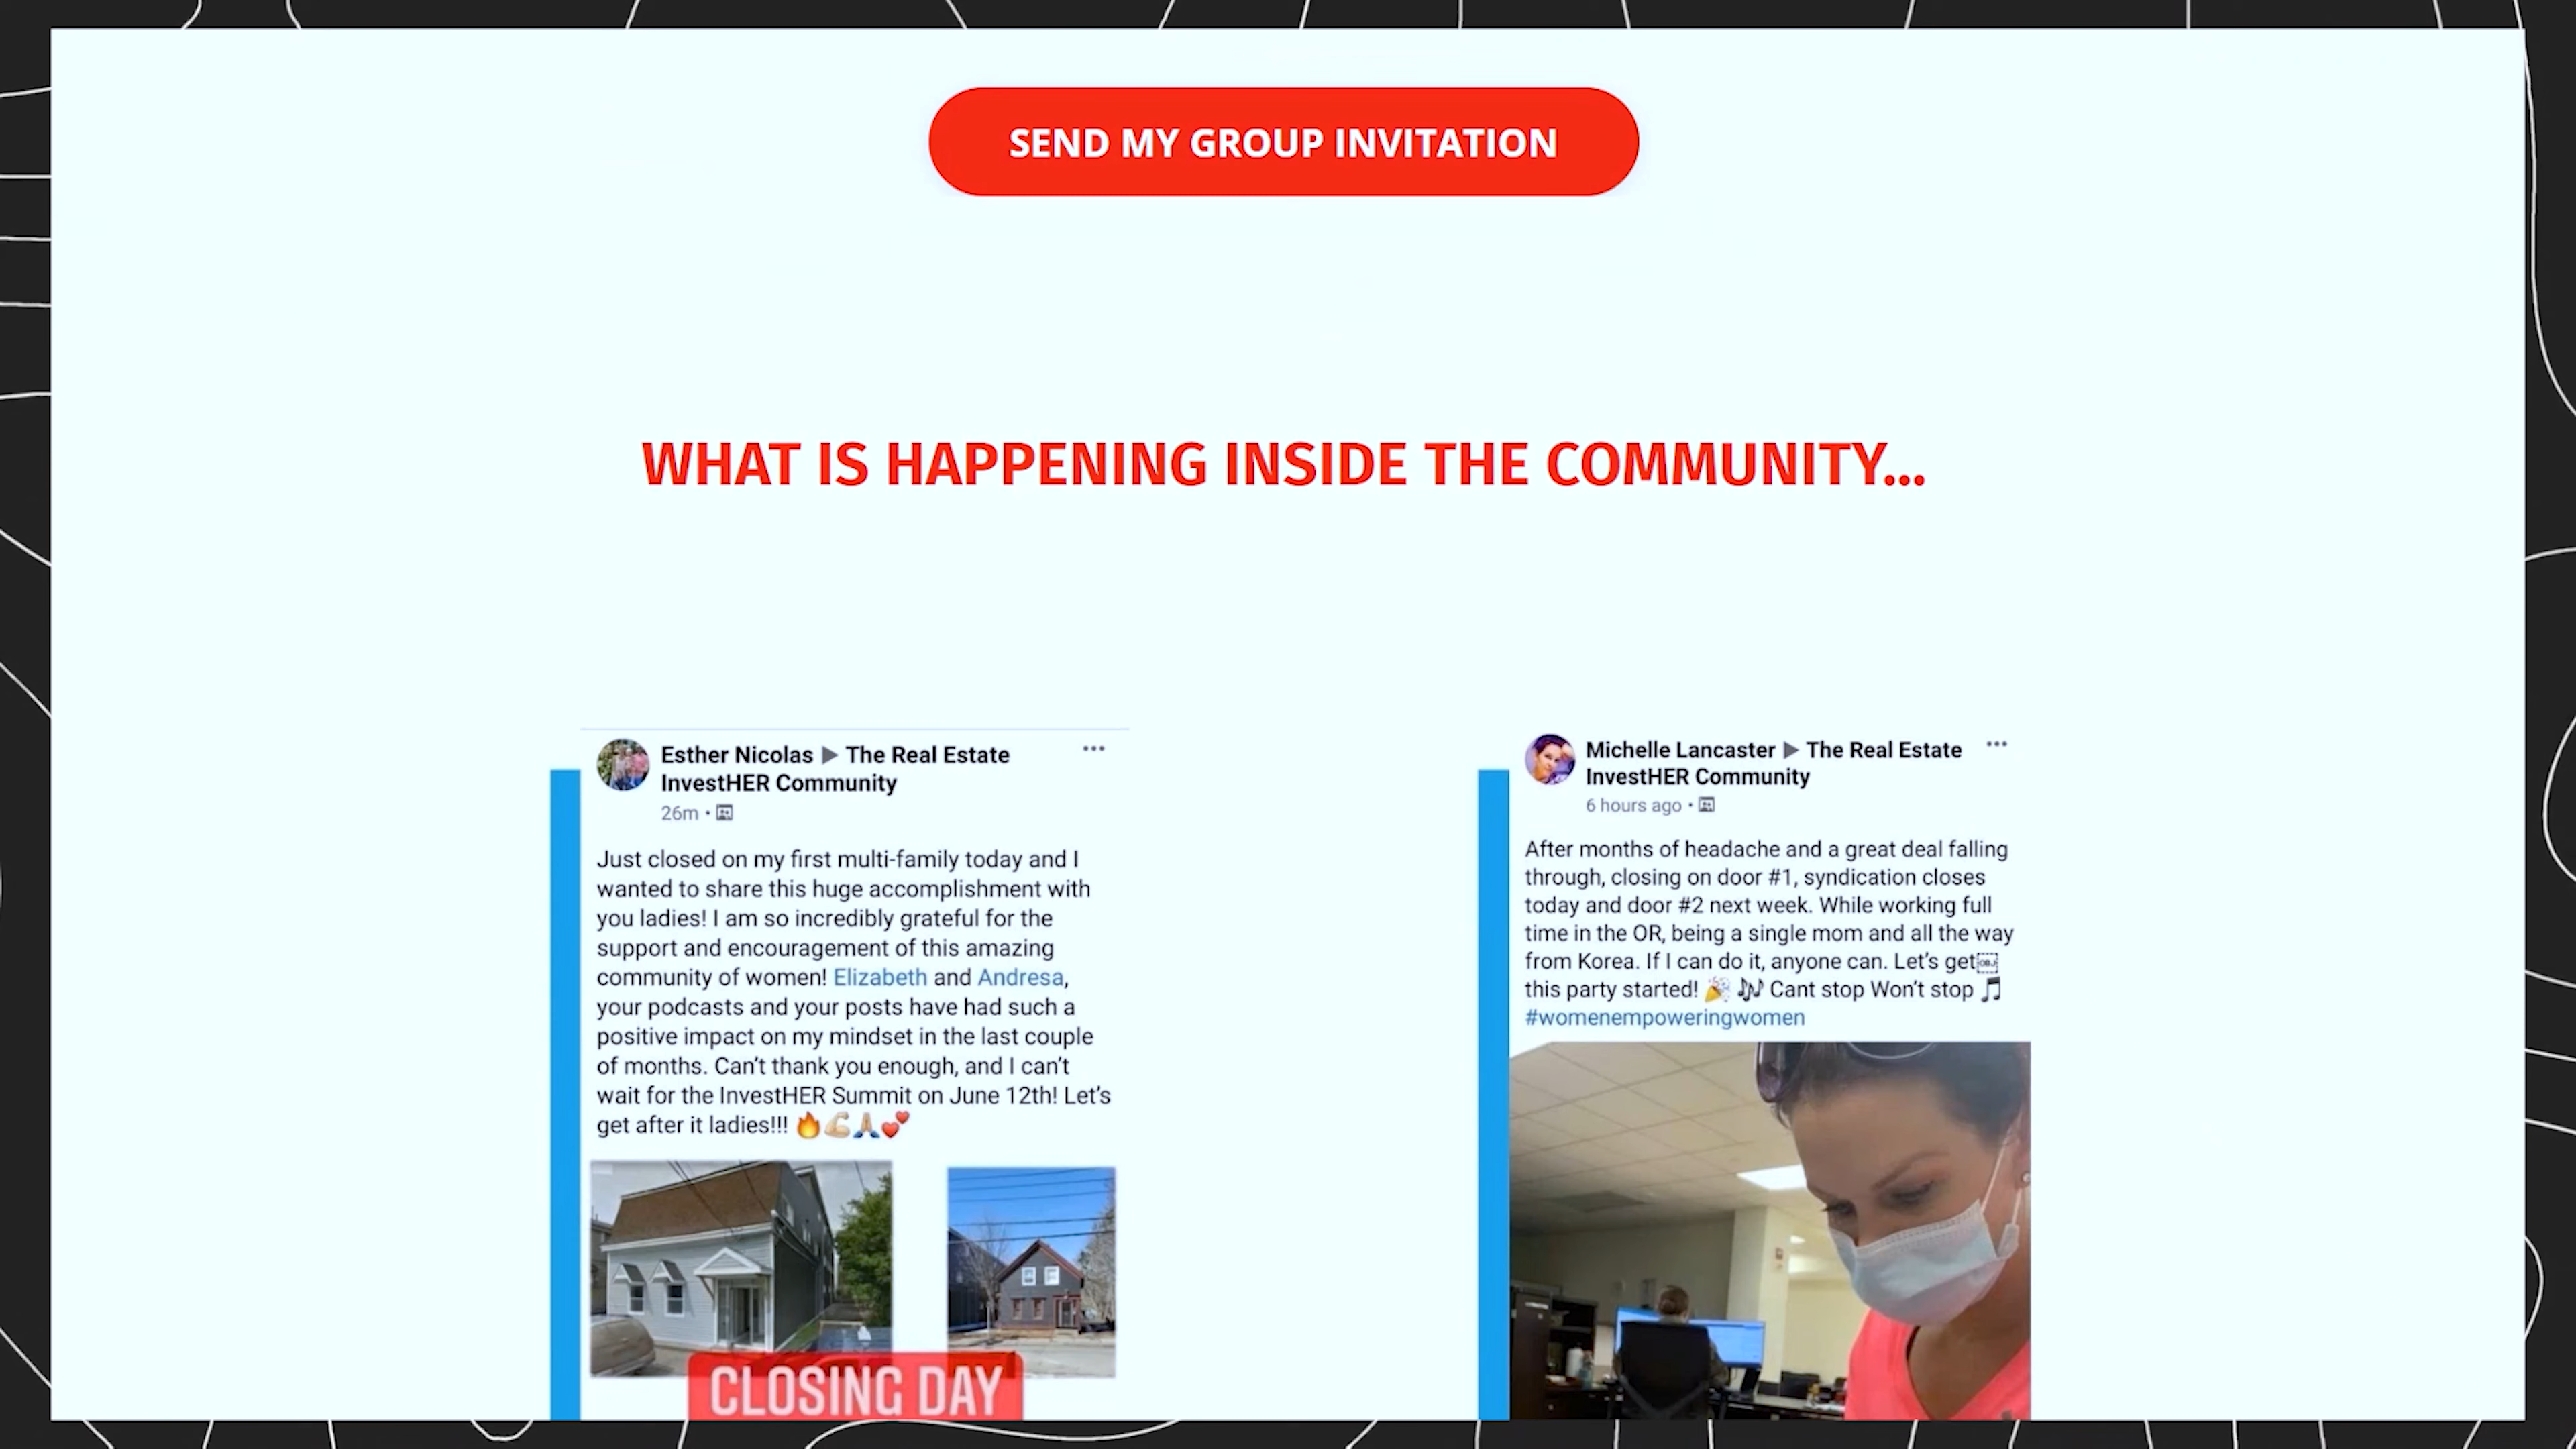 SEND MY GROUP INVITATION
WHAT IS HAPPENING INSIDE THE COMMUNITY...
Esther Nicolas ▶ The Real Estate
InvestHER Community
26m •
Just closed on my first multi-family today and I
wanted to share this huge accomplishment with
you ladies! I am so incredibly grateful for the
support and encouragement of this amazing
community of women! Elizabeth and Andresa,
your podcasts and your posts have had such a
positive impact on my mindset in the last couple
of months. Can't thank you enough, and I can't
wait for the InvestHER Summit on June 12th! Let's
get after it ladies!!! 🔥💪🙏💕
CLOSING DAY
Michelle Lancaster ▶ The Real Estate
InvestHER Community
6 hours ago •
After months of headache and a great deal falling
through, closing on door #1, syndication closes
today and door #2 next week. While working full
time in the OR, being a single mom and all the way
from Korea. If I can do it, anyone can. Let's get￼
this party started! 🎉 🎶 Cant stop Won't stop 🎵
#womenempoweringwomen